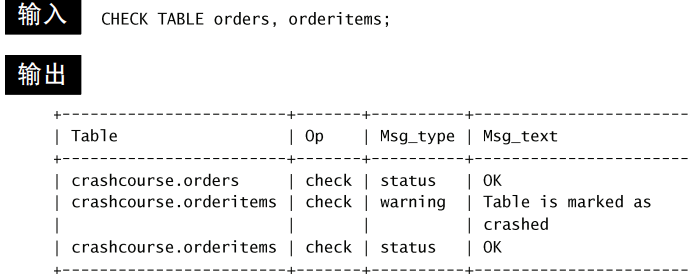 输入 CHECK TABLE orders, orderitems;
输出
+-----------------------+-------+----------+-----------------------
| Table                 | Op    | Msg_type | Msg_text
+-----------------------+-------+----------+-----------------------
| crashcourse.orders     | check | status   | OK
| crashcourse.orderitems | check | warning  | Table is marked as
|                        |       |          | crashed
| crashcourse.orderitems | check | status   | OK
+-----------------------+-------+----------+-----------------------